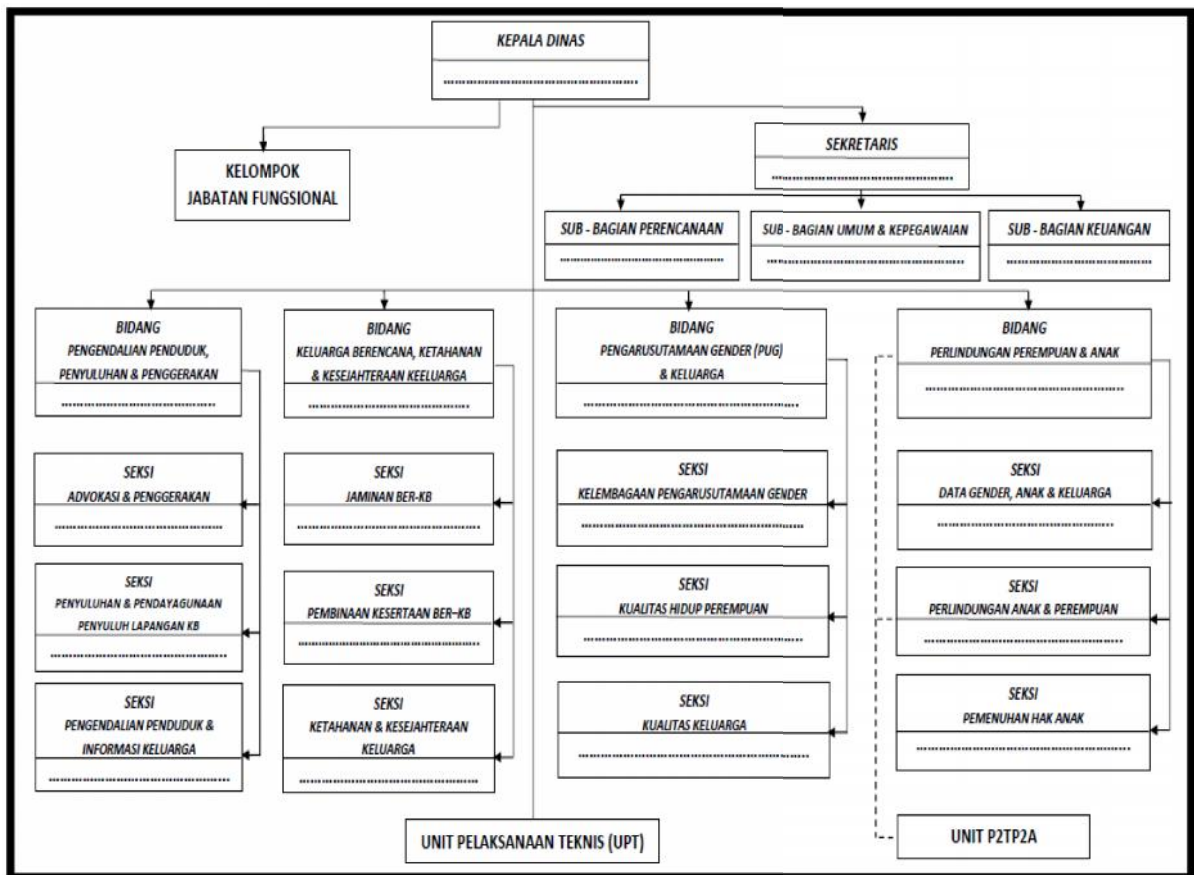 KEPALA DINAS
................................................
KELOMPOK
JABATAN FUNGSIONAL
SEKRETARIS
................................................
SUB - BAGIAN PERENCANAAN
................................................
SUB - BAGIAN UMUM & KEPEGAWAIAN
................................................
SUB - BAGIAN KEUANGAN
................................................
BIDANG
PENGENDALIAN PENDUDUK,
PENYULUHAN & PENGGERAKAN
................................................
BIDANG
KELUARGA BERENCANA, KETAHANAN
& KESEJAHTERAAN KEELUARGA
................................................
BIDANG
PENGARUSUTAMAAN GENDER (PUG)
& KELUARGA
................................................
BIDANG
PERLINDUNGAN PEREMPUAN & ANAK
................................................
SEKSI
ADVOKASI & PENGGERAKAN
................................................
SEKSI
JAMINAN BER-KB
................................................
SEKSI
KELEMBAGAAN PENGARUSUTAMAAN GENDER
................................................
SEKSI
DATA GENDER, ANAK & KELUARGA
................................................
SEKSI
PENYULUHAN & PENDAYAGUNAAN
PENYULUH LAPANGAN KB
................................................
SEKSI
PEMBINAAN KESERTAAN BER–KB
................................................
SEKSI
KUALITAS HIDUP PEREMPUAN
................................................
SEKSI
PERLINDUNGAN ANAK & PEREMPUAN
................................................
SEKSI
PENGENDALIAN PENDUDUK &
INFORMASI KELUARGA
................................................
SEKSI
KETAHANAN & KESEJAHTERAAN
KELUARGA
................................................
SEKSI
KUALITAS KELUARGA
................................................
SEKSI
PEMENUHAN HAK ANAK
................................................
UNIT PELAKSANAAN TEKNIS (UPT)
UNIT P2TP2A